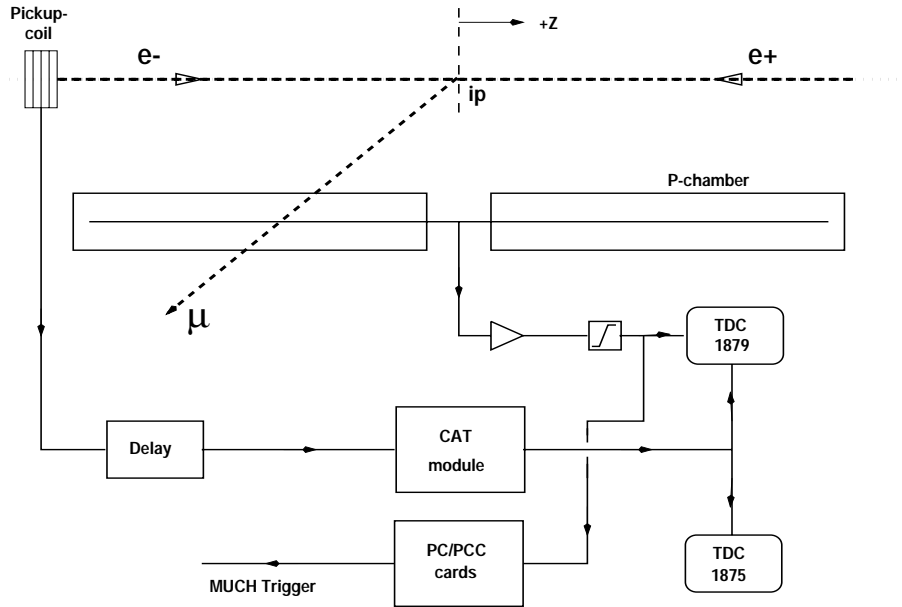 Pickup-
coil
+Z
e-
e+
ip
P-chamber
μ
TDC
1879
Delay
CAT
module
PC/PCC
cards
MUCH Trigger
TDC
1875